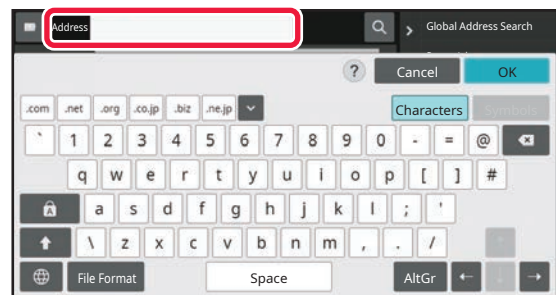 Address
Global Address Search
? Cancel OK
.com .net .org .co.jp .biz .ne.jp Characters Symbols
` 1 2 3 4 5 6 7 8 9 0 - = @
q w e r t y u i o p [ ] #
A a s d f g h j k l ; '
\ z x c v b n m , . /
File Format Space AltGr